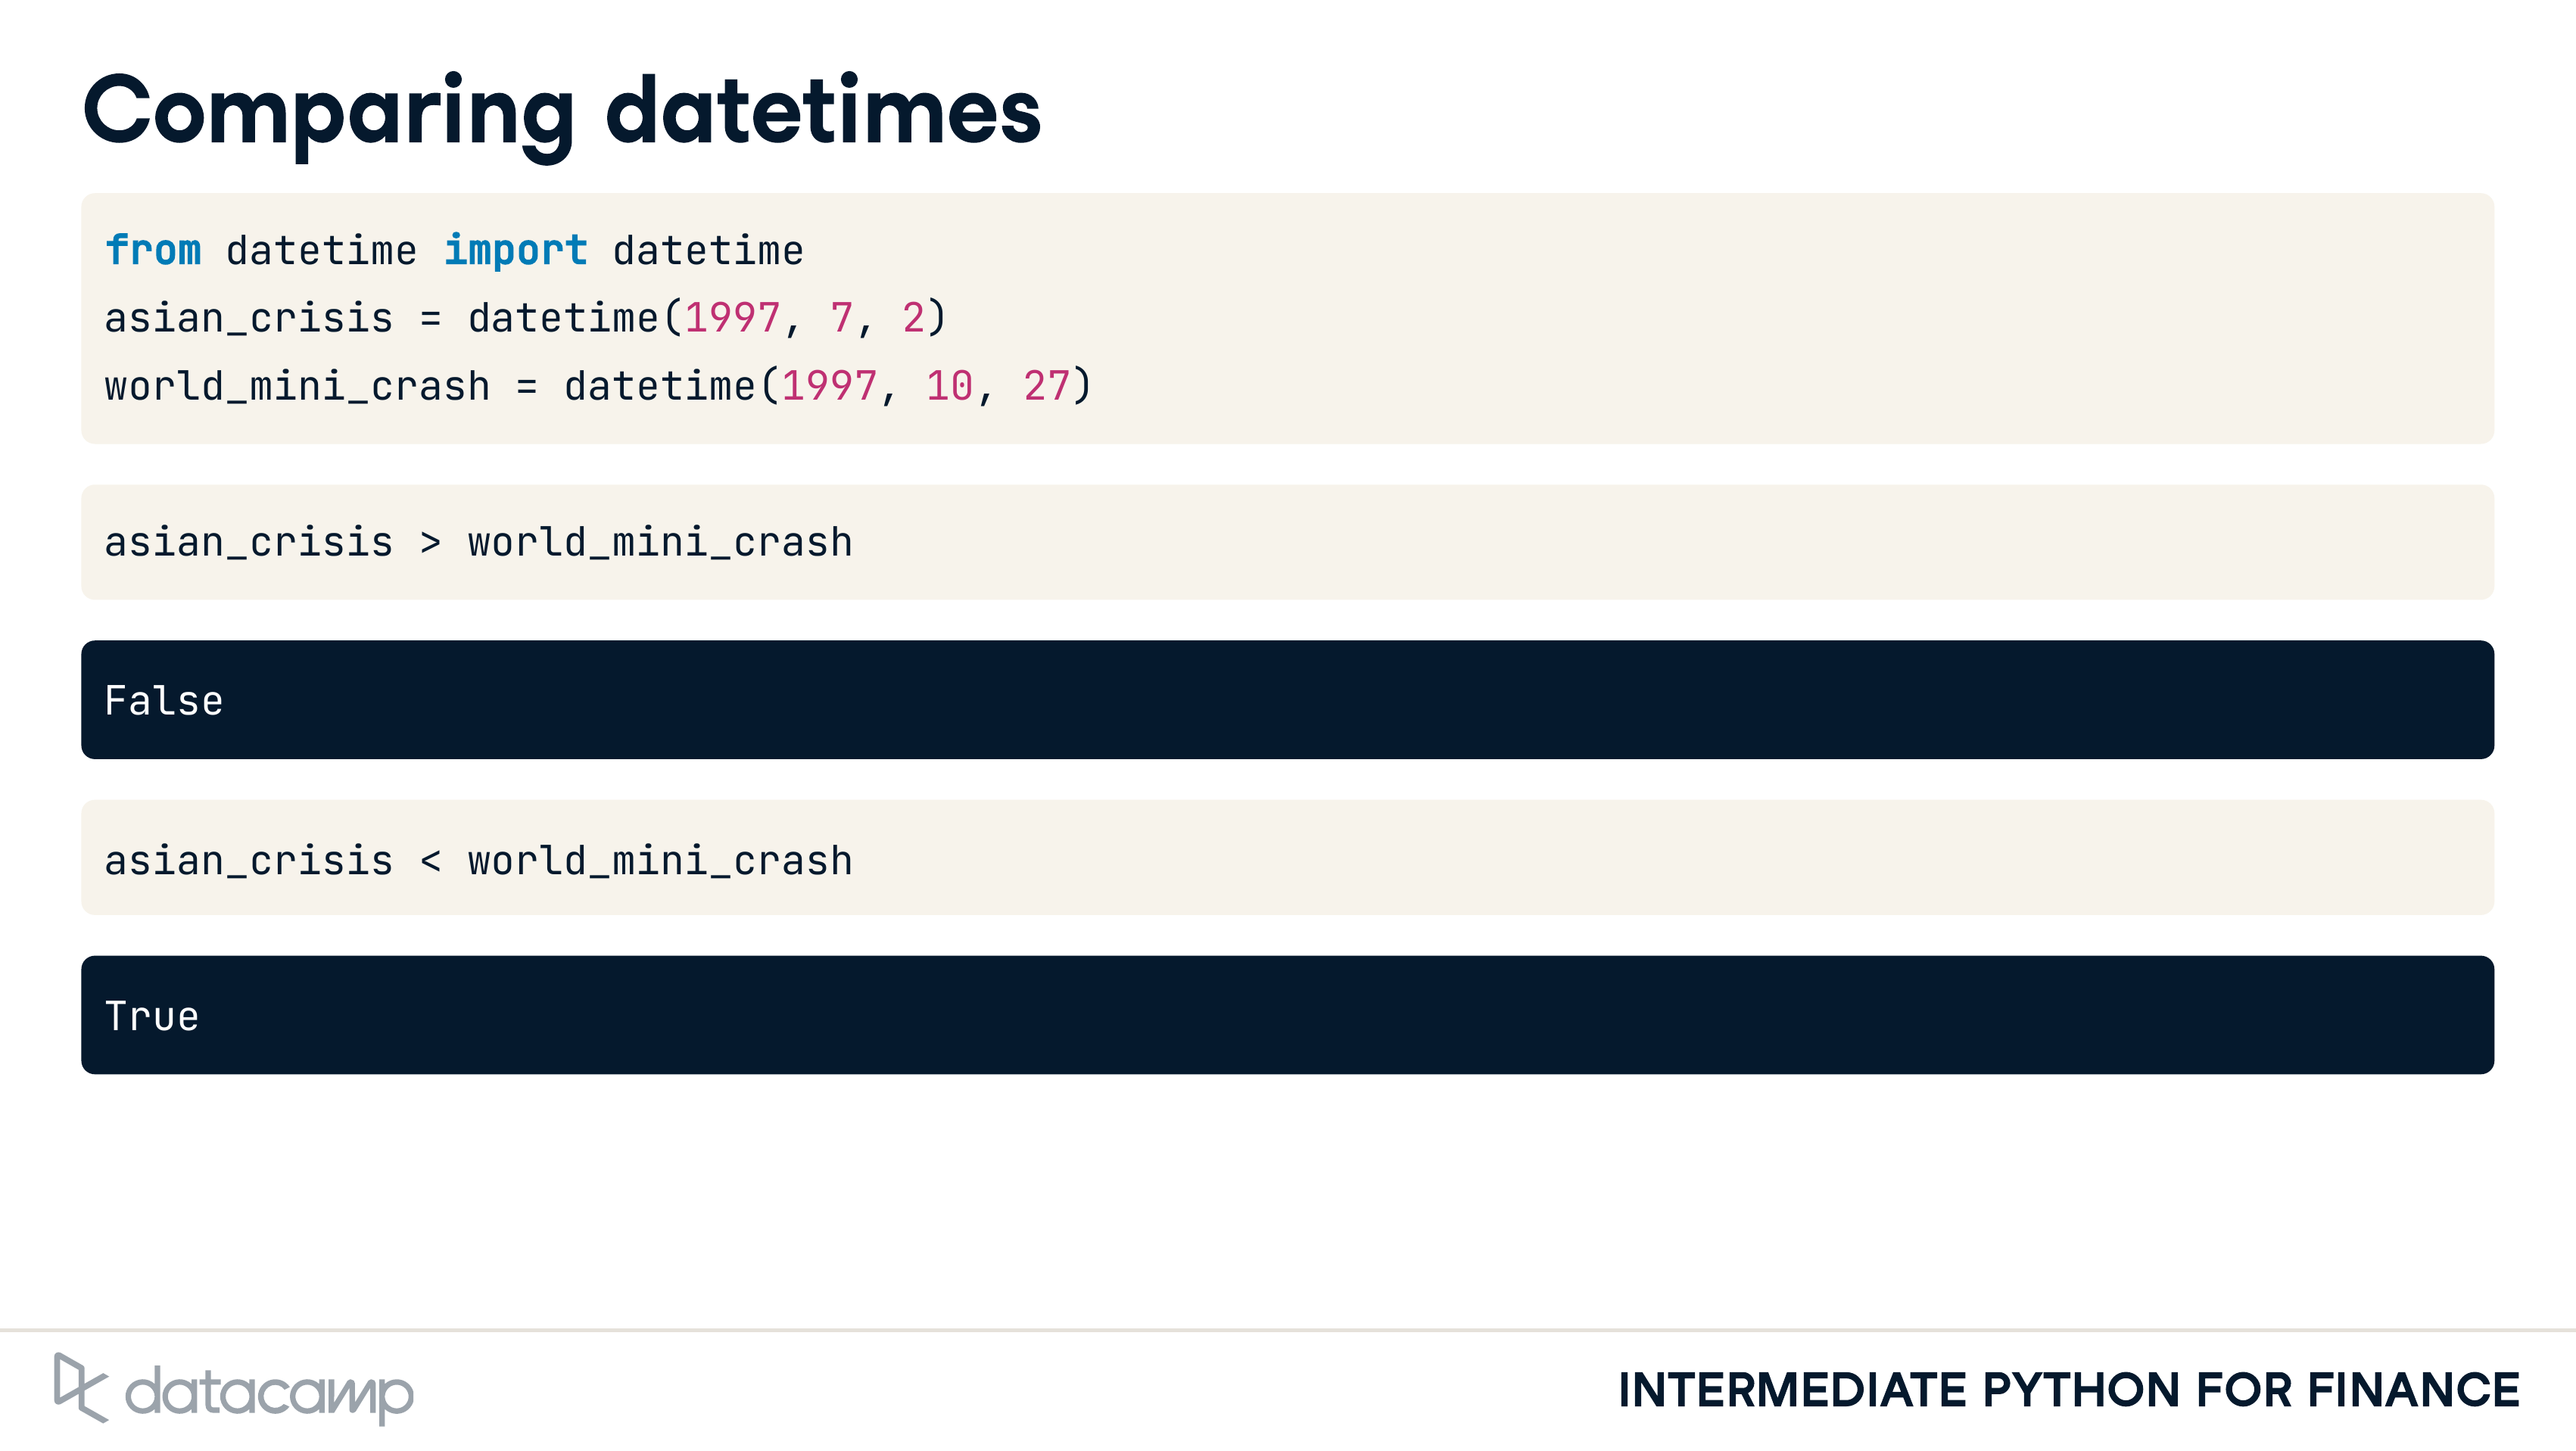 Comparing datetimes
from datetime import datetime
asian_crisis = datetime(1997, 7, 2)
world_mini_crash = datetime(1997, 10, 27)
asian_crisis > world_mini_crash
False
asian_crisis < world_mini_crash
True
datacamp
INTERMEDIATE PYTHON FOR FINANCE